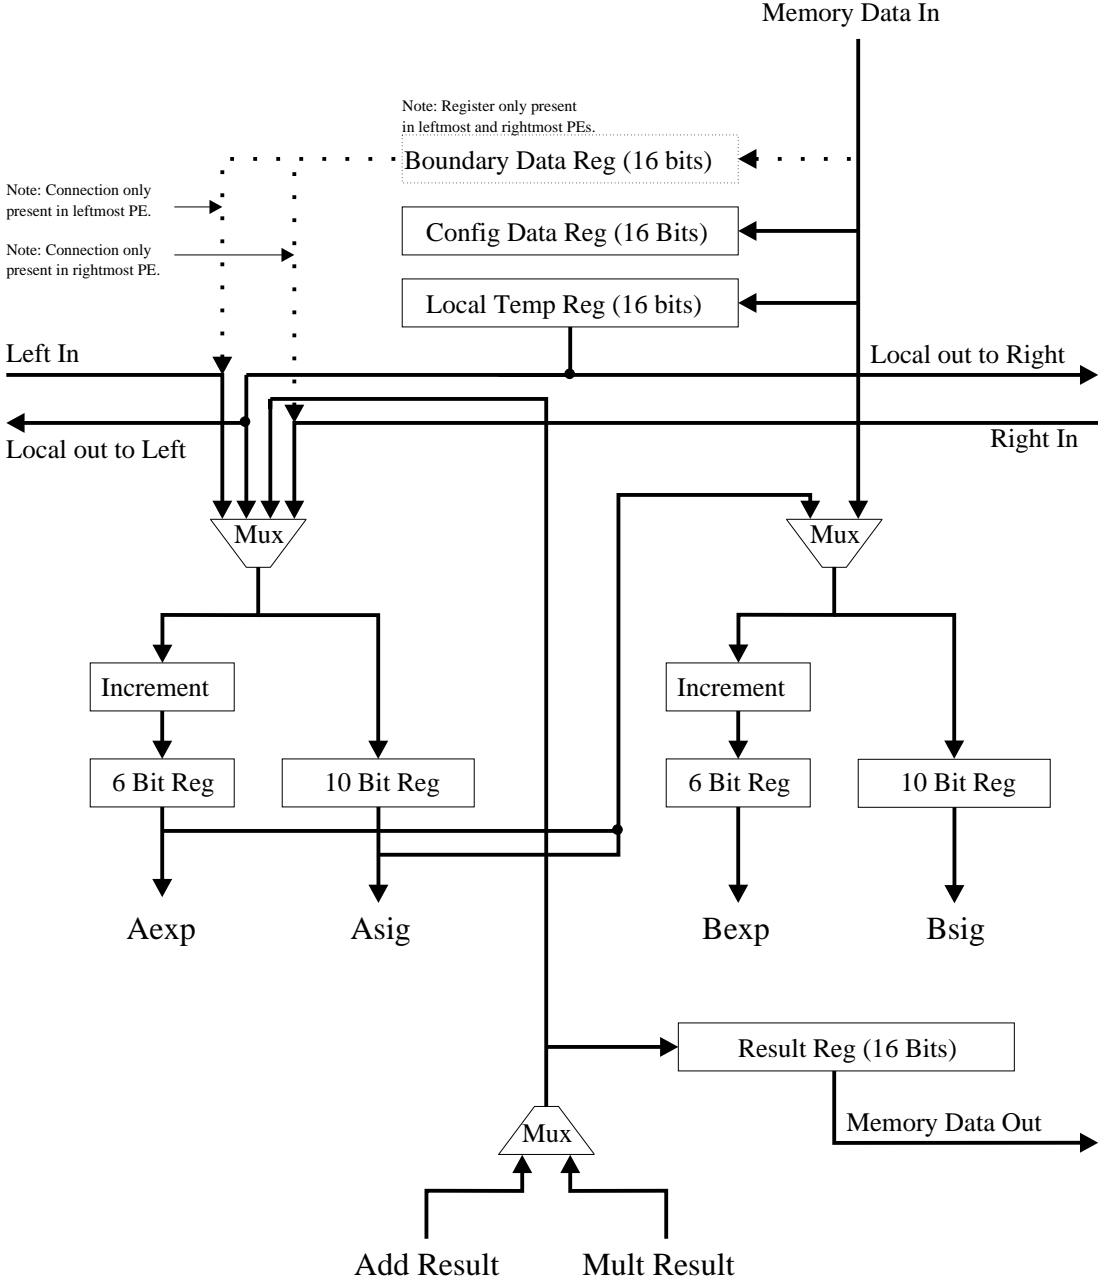 Memory Data In
Note: Register only present
in leftmost and rightmost PEs.
Boundary Data Reg (16 bits)
Note: Connection only
present in leftmost PE.
Config Data Reg (16 Bits)
Note: Connection only
present in rightmost PE.
Local Temp Reg (16 bits)
Left In
Local out to Right
Local out to Left
Right In
Mux
Mux
Increment
Increment
6 Bit Reg
10 Bit Reg
6 Bit Reg
10 Bit Reg
Aexp
Asig
Bexp
Bsig
Result Reg (16 Bits)
Memory Data Out
Mux
Add Result
Mult Result